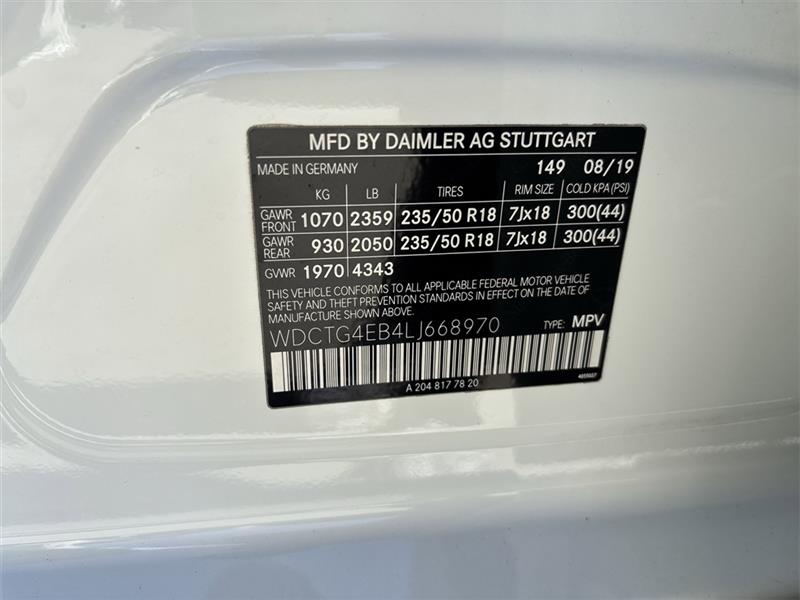 MFD BY DAIMLER AG STUTTGART
MADE IN GERMANY 149 08/19
KG LB TIRES RIM SIZE COLD KPA (PSI)
GAWR FRONT 1070 2359 235/50 R18 7Jx18 300(44)
GAWR REAR 930 2050 235/50 R18 7Jx18 300(44)
GVWR 1970 4343
THIS VEHICLE CONFORMS TO ALL APPLICABLE FEDERAL MOTOR VEHICLE
SAFETY AND THEFT PREVENTION STANDARDS IN EFFECT ON THE DATE OF
MANUFACTURE SHOWN ABOVE.
WDCTG4EB4LJ668970 TYPE: MPV
A 204 817 78 20